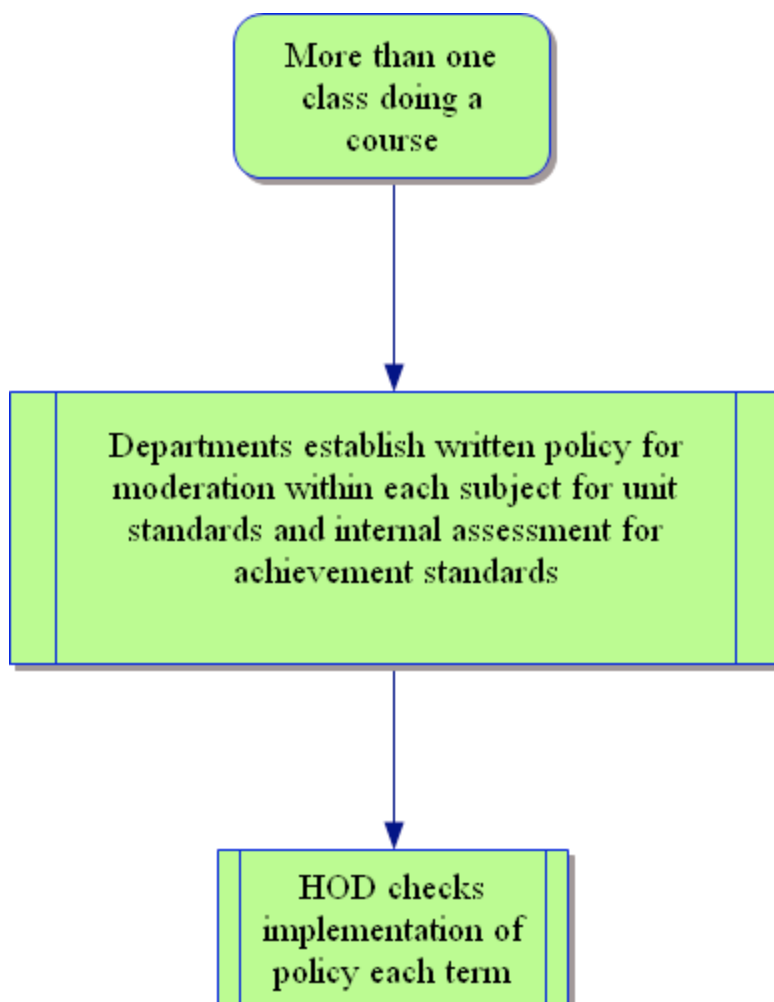 More than one
class doing a
course
Departments establish written policy for
moderation within each subject for unit
standards and internal assessment for
achievement standards
HOD checks
implementation of
policy each term